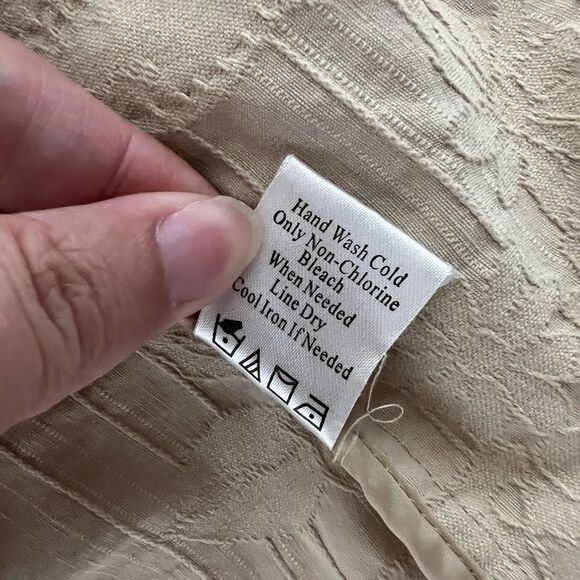 Hand Wash Cold
Only Non-Chlorine
Bleach
When Needed
Line Dry
Cool Iron If Needed